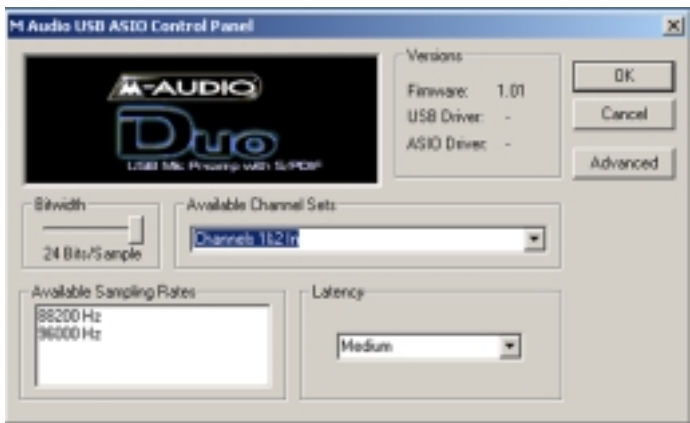 M Audio USB ASIO Control Panel
M-AUDIO
Duo
USB Mic Preamp with S/PDIF
Versions
Firmware: 1.01
USB Driver: -
ASIO Driver: -
OK
Cancel
Advanced
Bitwidth
24 Bits/Sample
Available Channel Sets
Channels 1&2 In
Available Sampling Rates
88200 Hz
96000 Hz
Latency
Medium